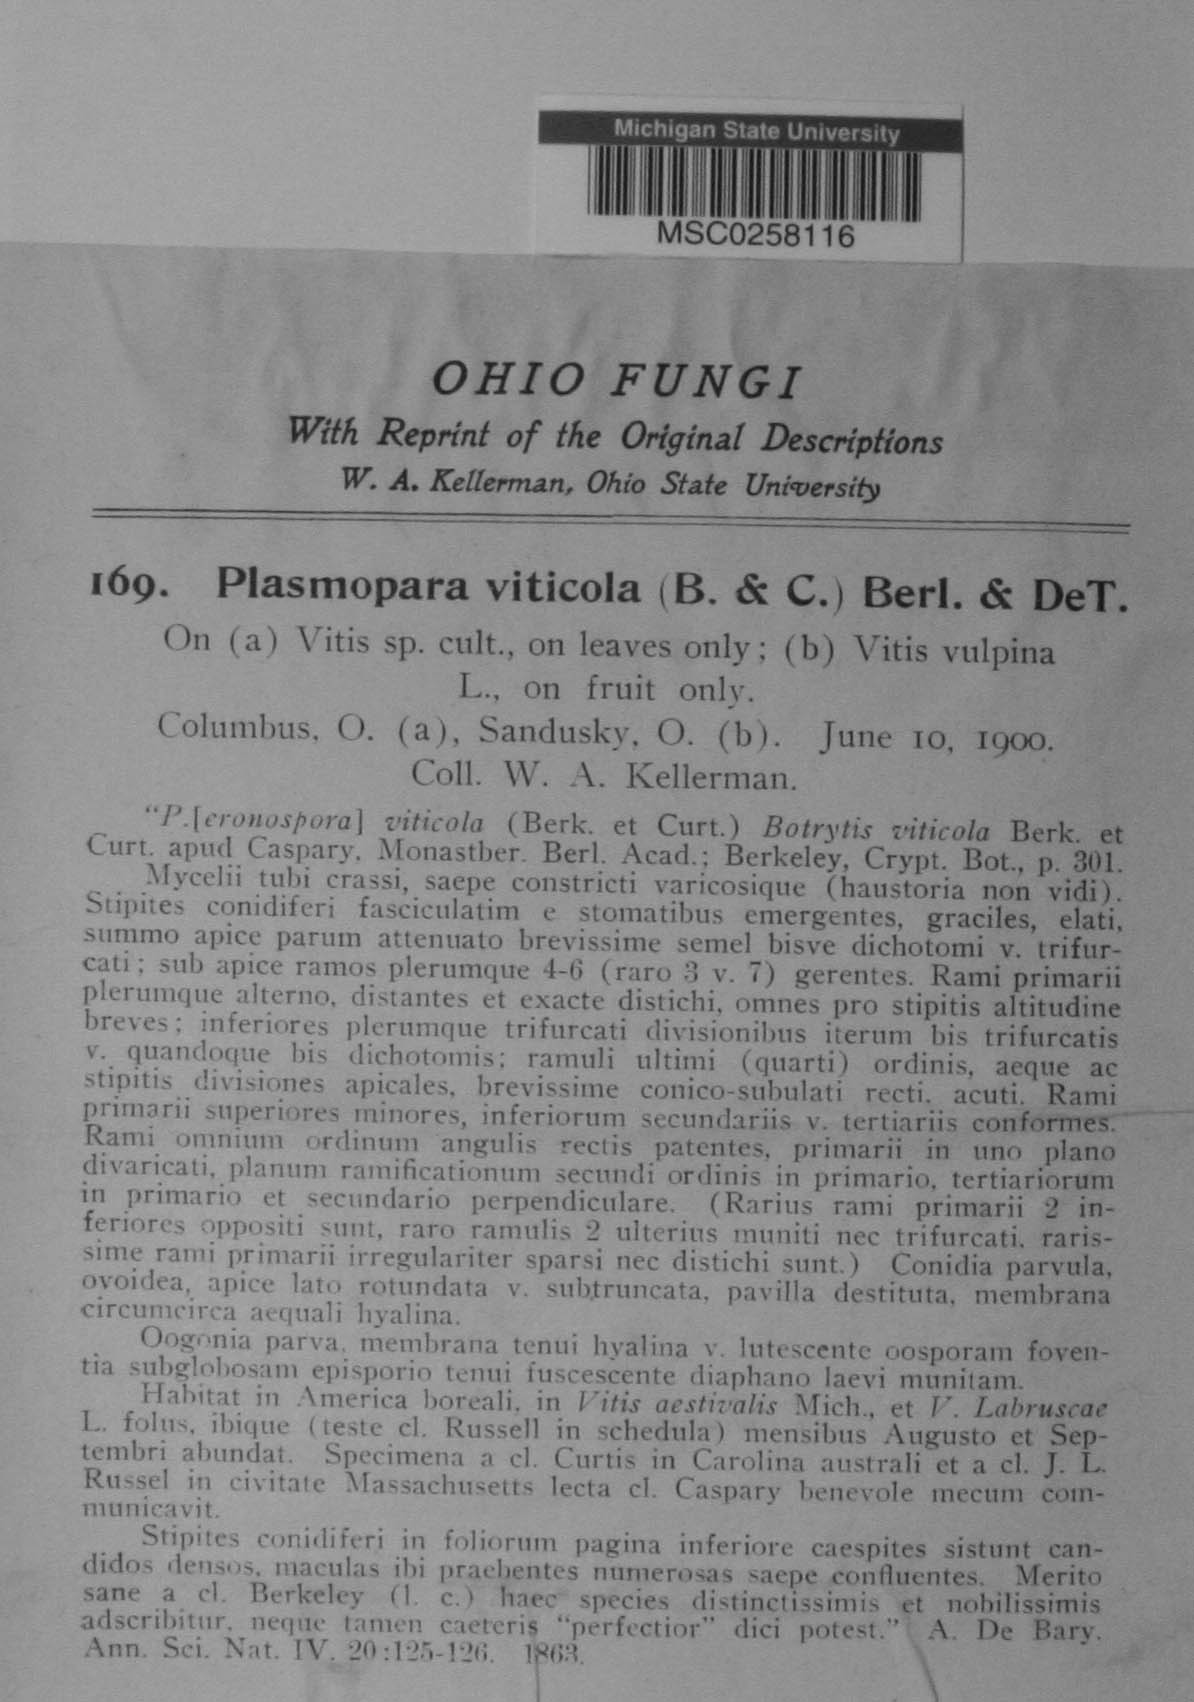 Michigan State University
MSC0258116
OHIO FUNGI
With Reprint of the Original Descriptions
W. A. Kellerman, Ohio State University
169. Plasmopara viticola (B. & C.) Berl. & DeT.
On (a) Vitis sp. cult., on leaves only; (b) Vitis vulpina
L., on fruit only.
Columbus, O. (a), Sandusky, O. (b). June 10, 1900.
Coll. W. A. Kellerman.
"P.[eronospora] viticola (Berk. et Curt.) Botrytis viticola Berk. et
Curt. apud Caspary, Monastber. Berl. Acad.; Berkeley, Crypt. Bot., p. 301.
Mycelii tubi crassi, saepe constricti varicosique (haustoria non vidi).
Stipites conidiferi fasciculatim e stomatibus emergentes, graciles, elati,
summo apice parum attenuato brevissime semel bisve dichotomi v. trifur-
cati; sub apice ramos plerumque 4-6 (raro 3 v. 7) gerentes. Rami primarii
plerumque alterno, distantes et exacte distichi, omnes pro stipitis altitudine
breves; inferiores plerumque trifurcati divisionibus iterum bis trifurcatis
v. quandoque bis dichotomis; ramuli ultimi (quarti) ordinis, aeque ac
stipitis divisiones apicales, brevissime conico-subulati recti, acuti. Rami
primarii superiores minores, inferiorum secundariis v. tertiariis conformes.
Rami omnium ordinum angulis rectis patentes, primarii in uno plano
divaricati, planum ramificationum secundi ordinis in primario, tertiariorum
in primario et secundario perpendiculare. (Rarius rami primarii 2 in-
feriores oppositi sunt, raro ramulis 2 ulterius muniti nec trifurcati, raris-
sime rami primarii irregulariter sparsi nec distichi sunt.) Conidia parvula,
ovoidea, apice lato rotundata v. subtruncata, pavilla destituta, membrana
circumcirca aequali hyalina.
Oogonia parva, membrana tenui hyalina v. lutescente oosporam foven-
tia subglobosam episporio tenui fuscescente diaphano laevi munitam.
Habitat in America boreali, in Vitis aestivalis Mich., et V. Labruscae
L. folus, ibique (teste cl. Russell in schedula) mensibus Augusto et Sep-
tembri abundat. Specimena a cl. Curtis in Carolina australi et a cl. J. L.
Russel in civitate Massachusetts lecta cl. Caspary benevole mecum com-
municavit.
Stipites conidiferi in foliorum pagina inferiore caespites sistunt can-
didos densos, maculas ibi praebentes numerosas saepe confluentes. Merito
sane a cl. Berkeley (l. c.) haec species distinctissimis et nobilissimis
adscribitur, neque tamen caeteris "perfectior" dici potest." A. De Bary.
Ann. Sci. Nat. IV. 20:125-126. 1863.